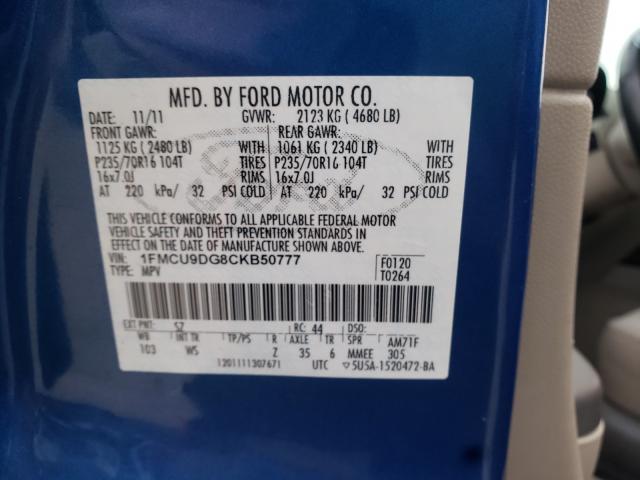 MFD. BY FORD MOTOR CO.
DATE: 11/11 GVWR: 2123 KG ( 4680 LB)
FRONT GAWR: REAR GAWR:
1125 KG ( 2480 LB) WITH 1061 KG ( 2340 LB) WITH
P235/70R16 104T TIRES P235/70R16 104T TIRES
16x7.0J RIMS 16x7.0J RIMS
AT 220 kPa/ 32 PSI COLD AT 220 kPa/ 32 PSI COLD
THIS VEHICLE CONFORMS TO ALL APPLICABLE FEDERAL MOTOR
VEHICLE SAFETY AND THEFT PREVENTION STANDARDS IN
EFFECT ON THE DATE OF MANUFACTURE SHOWN ABOVE.
VIN: 1FMCU9DG8CKB50777 F0120
TYPE: MPV T0264
EXT PNT: SZ RC: 44 DSO:
WB INT TR TP/PS R AXLE TR SPR AM71F
103 WS Z 35 6 MMEE 305
1201111307671 UTC ▽5U5A-1520472-BA